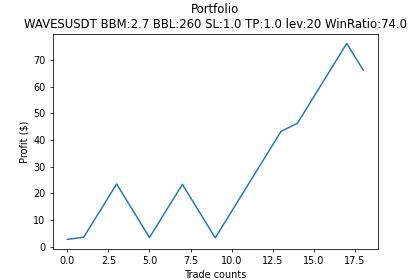 Portfolio
WAVESUSDT BBM:2.7 BBL:260 SL:1.0 TP:1.0 lev:20 WinRatio:74.0
Profit ($)
70
60
50
40
30
20
10
0
0.0 2.5 5.0 7.5 10.0 12.5 15.0 17.5
Trade counts